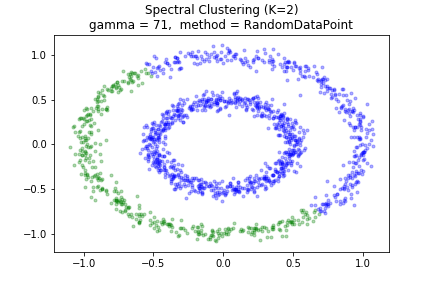 Spectral Clustering (K=2)
gamma = 71,  method = RandomDataPoint
1.0
0.5
0.0
−0.5
−1.0
−1.0 −0.5 0.0 0.5 1.0